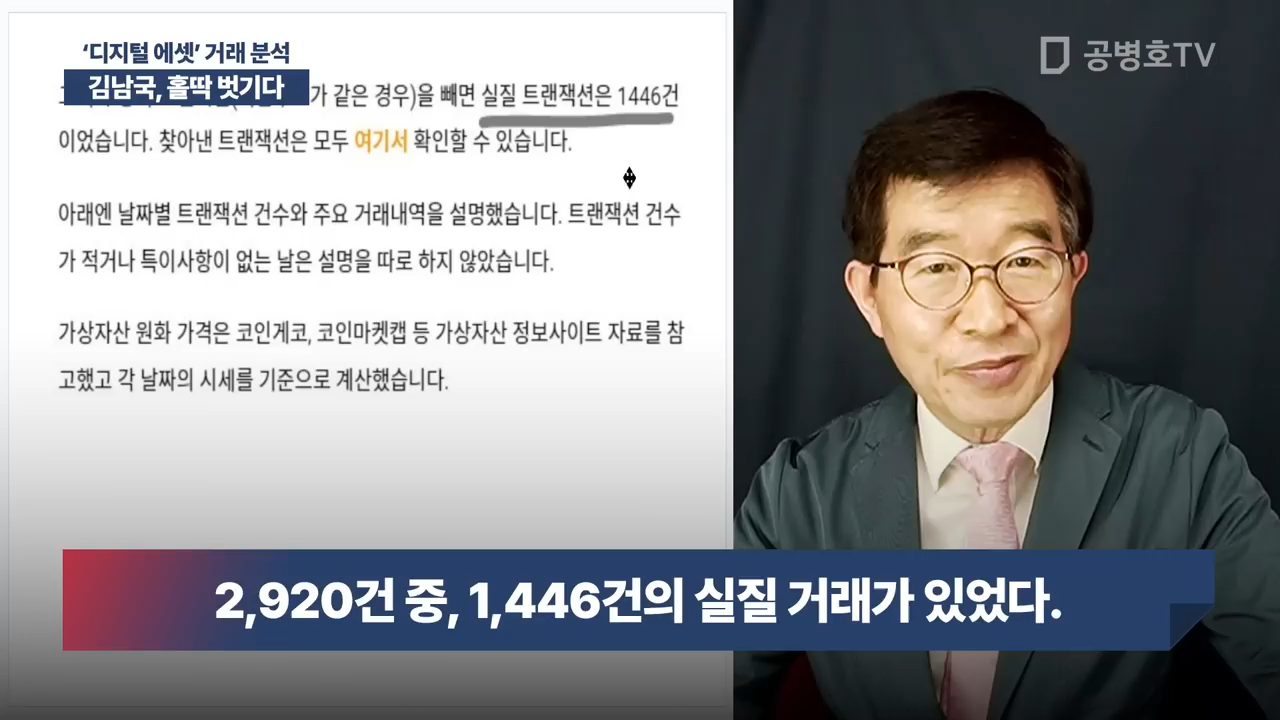 ‘디지털 에셋’ 거래 분석
김남국, 홀딱 벗기다
공병호TV
가 같은 경우)을 빼면 실질 트랜잭션은 1446건
이었습니다. 찾아낸 트랜잭션은 모두 여기서 확인할 수 있습니다.
아래엔 날짜별 트랜잭션 건수와 주요 거래내역을 설명했습니다. 트랜잭션 건수
가 적거나 특이사항이 없는 날은 설명을 따로 하지 않았습니다.
가상자산 원화 가격은 코인게코, 코인마켓캡 등 가상자산 정보사이트 자료를 참
고했고 각 날짜의 시세를 기준으로 계산했습니다.
2,920건 중, 1,446건의 실질 거래가 있었다.